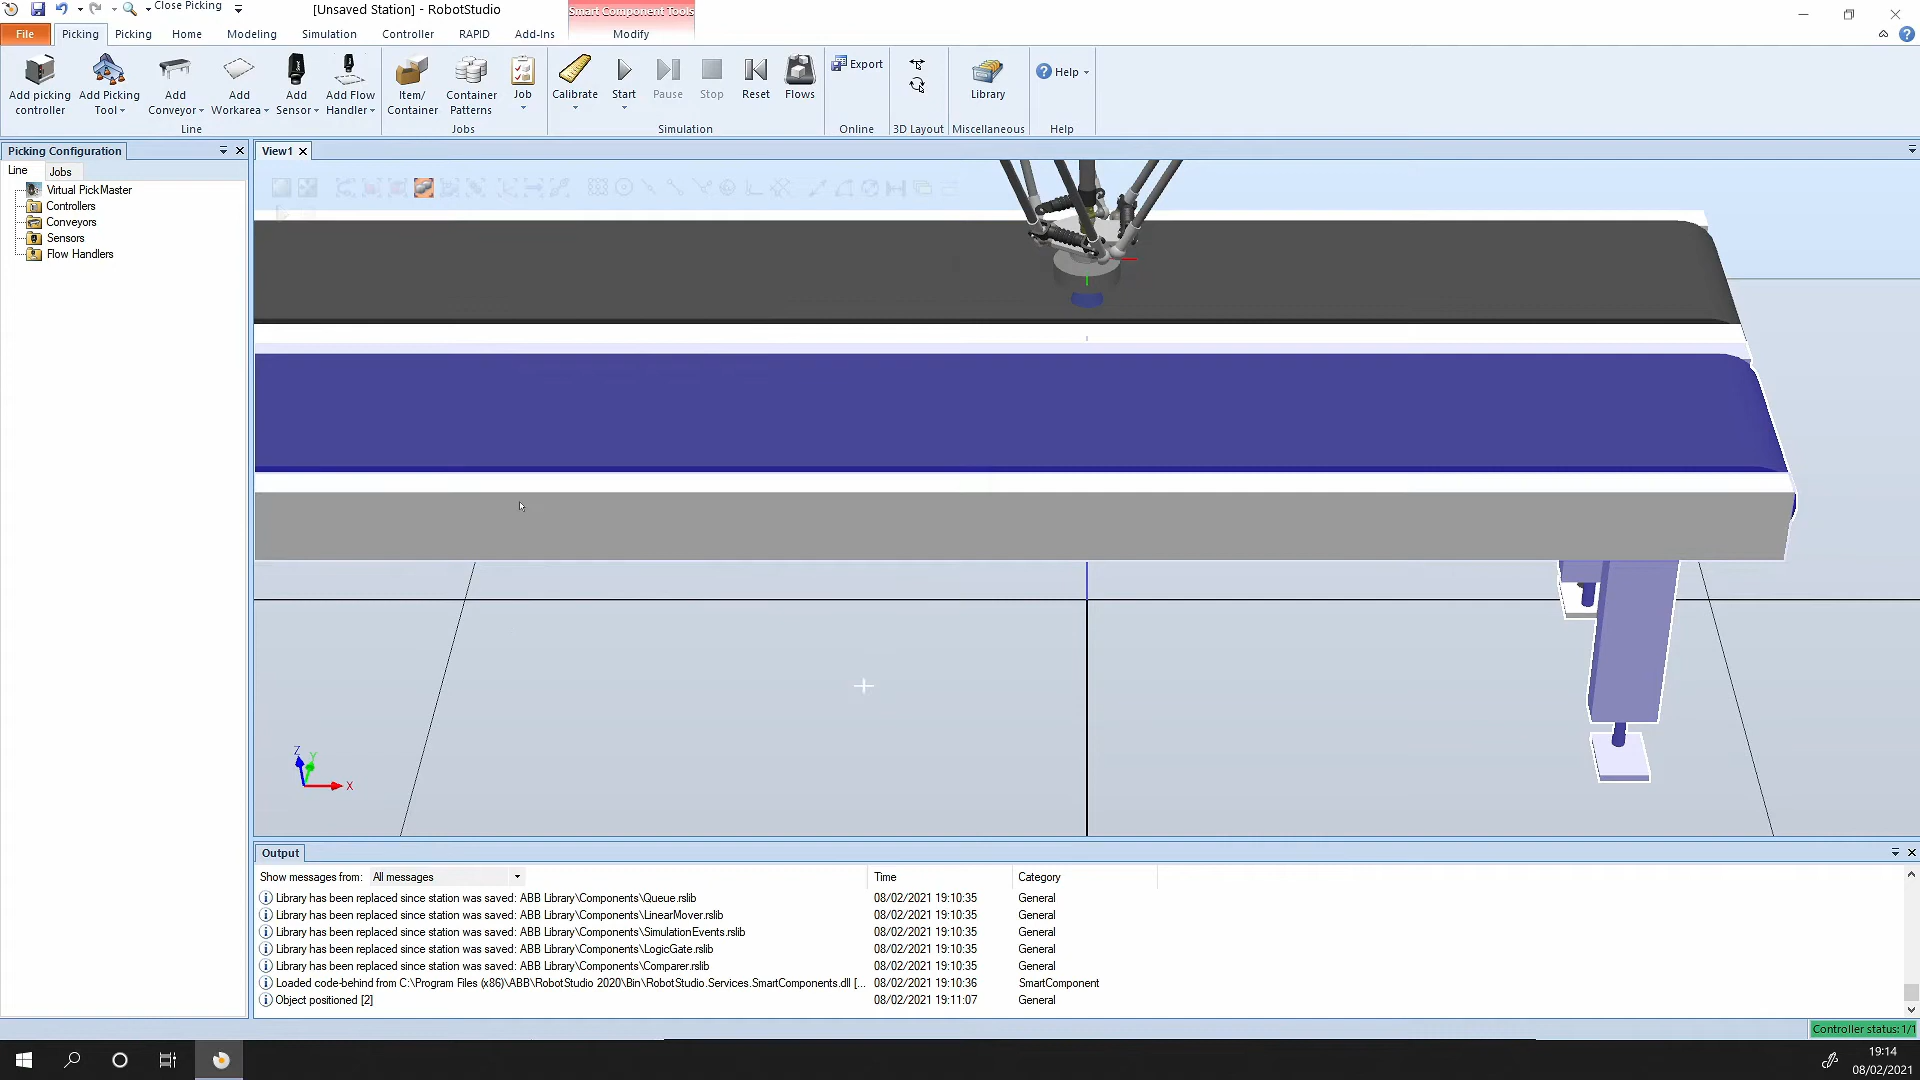 Close Picking
[Unsaved Station] - RobotStudio
Smart Component Tools
File
Picking
Picking
Home
Modeling
Simulation
Controller
RAPID
Add-Ins
Modify
Add picking controller
Add Picking Tool
Add Conveyor
Add Workarea
Add Sensor
Add Flow Handler
Item/ Container
Container Patterns
Job
Calibrate
Start
Pause
Stop
Reset
Flows
Export
Library
Help
Line
Jobs
Simulation
Online
3D Layout
Miscellaneous
Help
Picking Configuration
View1
Line
Jobs
Virtual PickMaster
Controllers
Conveyors
Sensors
Flow Handlers
Z
Y
X
Output
Show messages from: All messages
Time
Category
Library has been replaced since station was saved: ABB Library\Components\Queue.rslib 08/02/2021 19:10:35 General
Library has been replaced since station was saved: ABB Library\Components\LinearMover.rslib 08/02/2021 19:10:35 General
Library has been replaced since station was saved: ABB Library\Components\SimulationEvents.rslib 08/02/2021 19:10:35 General
Library has been replaced since station was saved: ABB Library\Components\LogicGate.rslib 08/02/2021 19:10:35 General
Library has been replaced since station was saved: ABB Library\Components\Comparer.rslib 08/02/2021 19:10:35 General
Loaded code-behind from C:\Program Files (x86)\ABB\RobotStudio 2020\Bin\RobotStudio.Services.SmartComponents.dll [... 08/02/2021 19:10:36 SmartComponent
Object positioned [2] 08/02/2021 19:11:07 General
Controller status: 1/1
19:14
08/02/2021